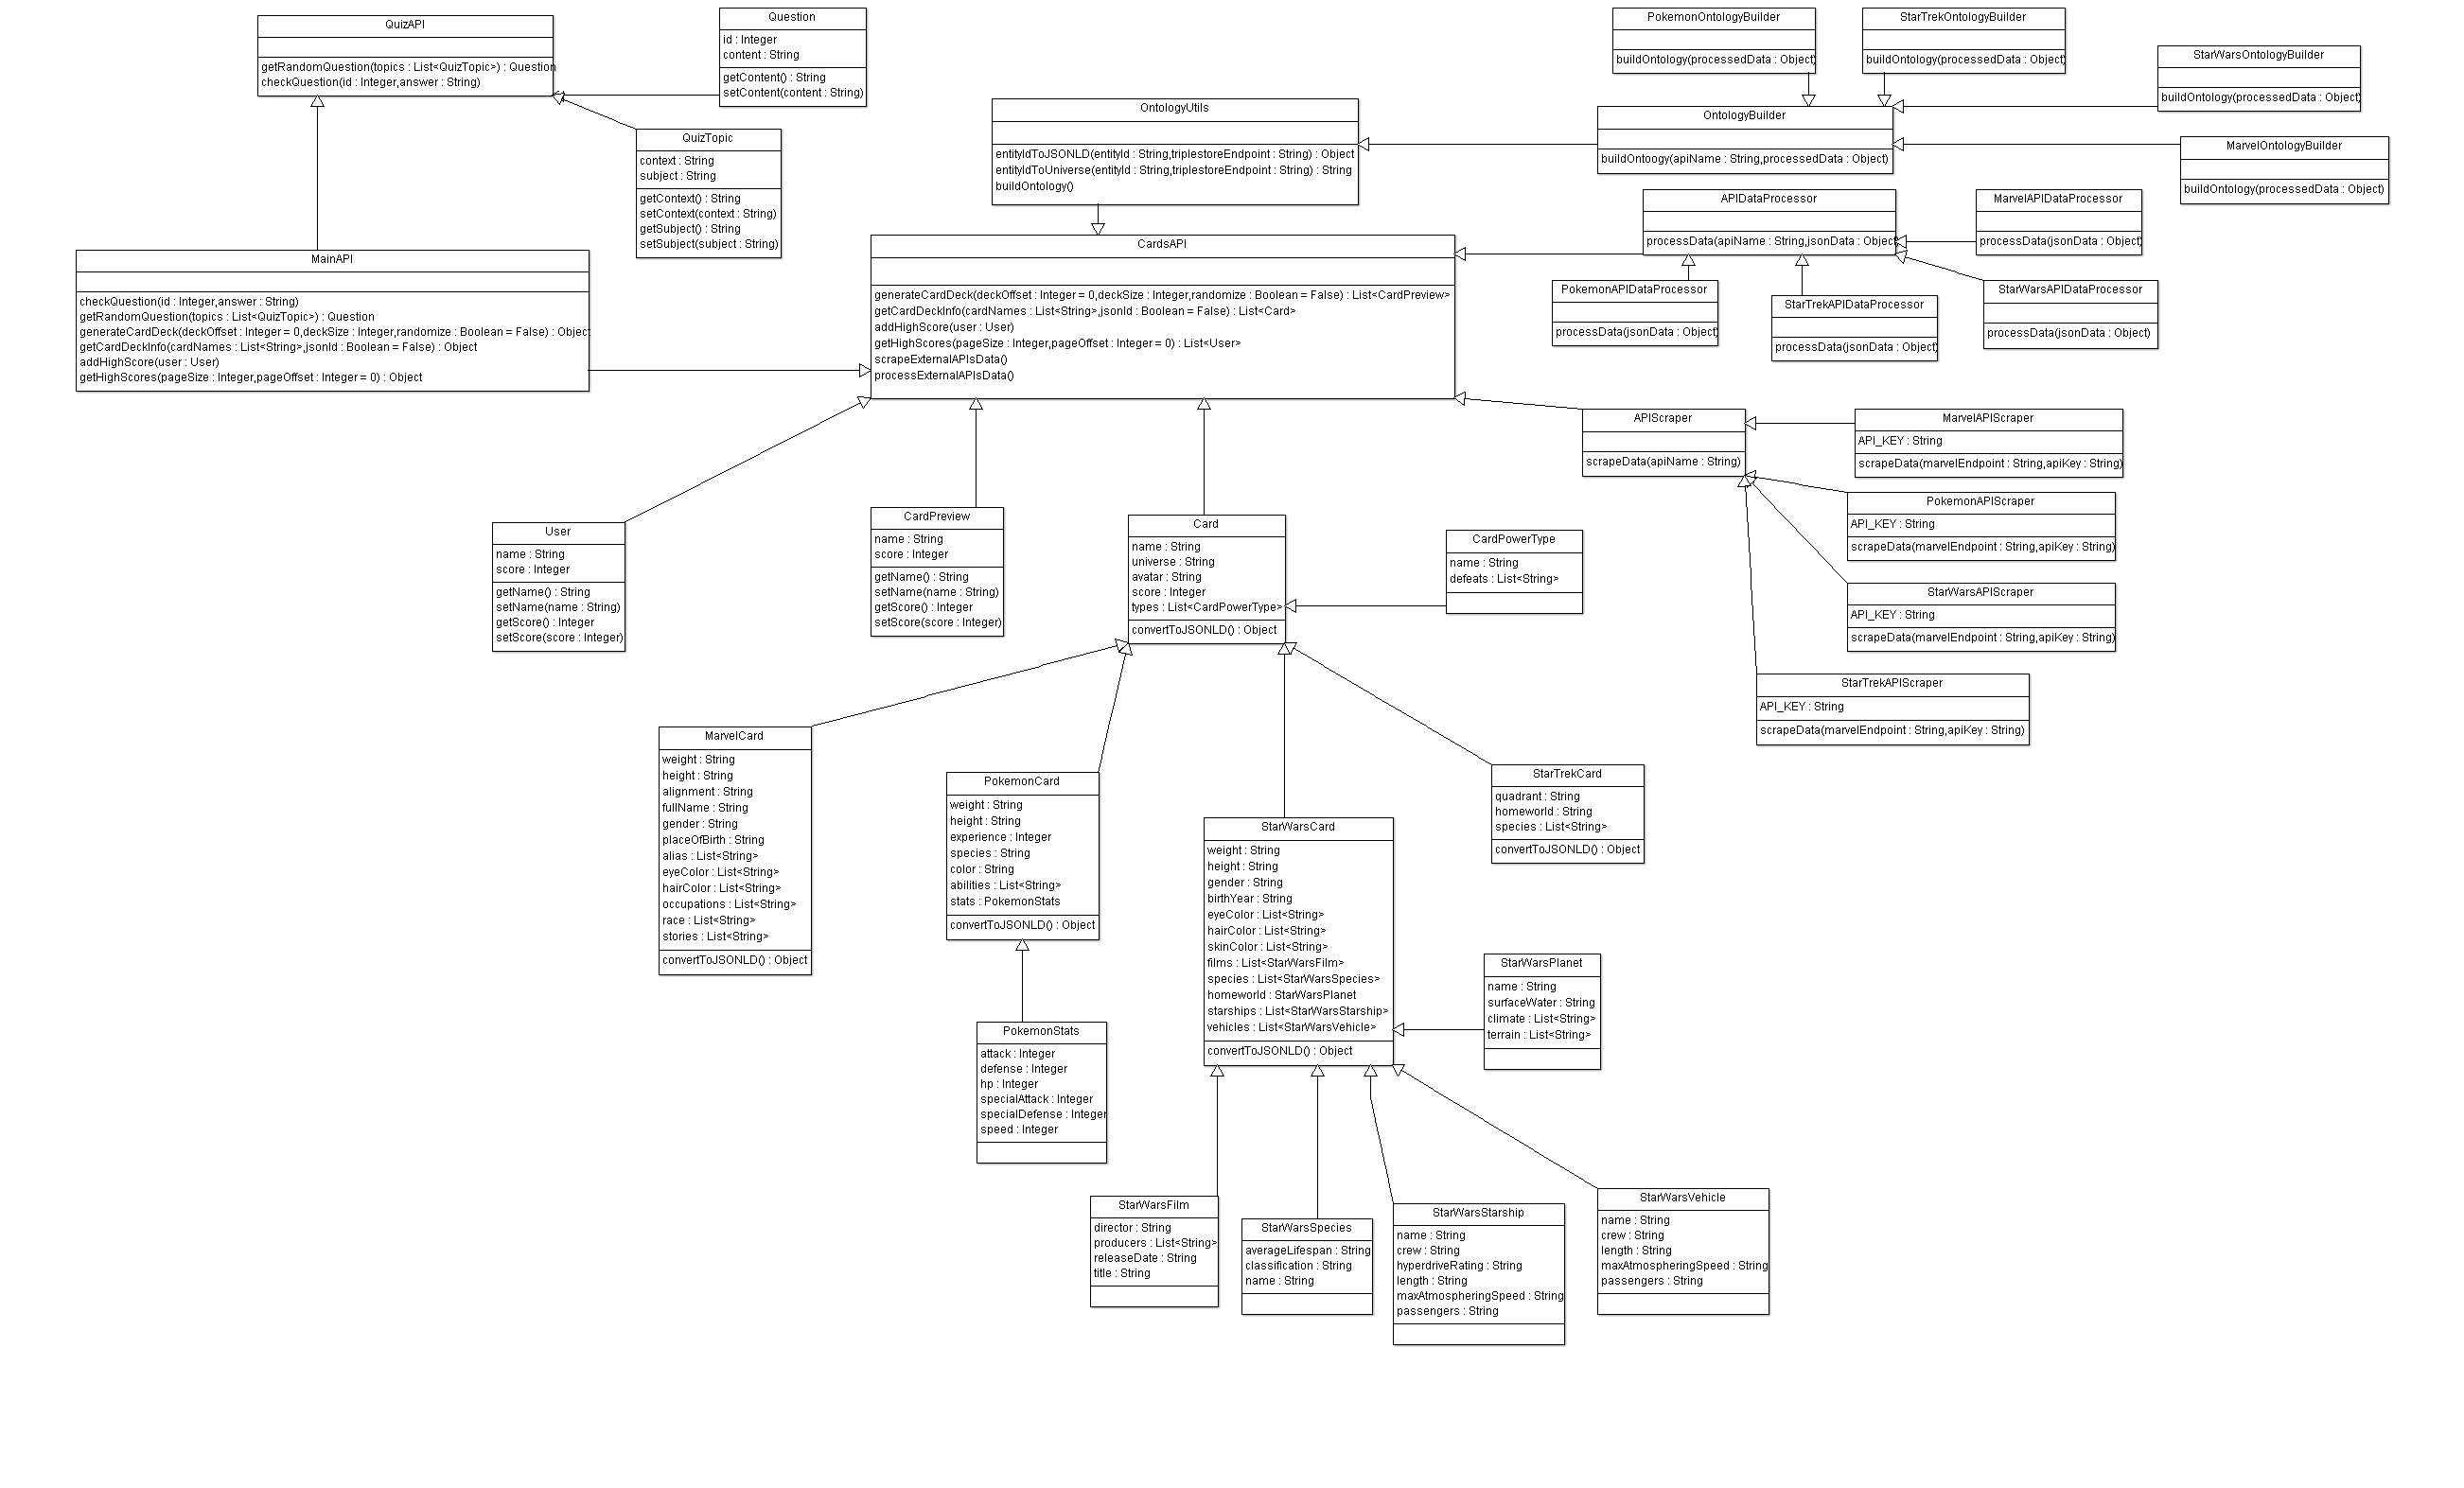 QuizAPI
getRandomQuestion(topics : List<QuizTopic>) : Question
checkQuestion(id : Integer,answer : String)
Question
id : Integer
content : String
getContent() : String
setContent(content : String)
QuizTopic
context : String
subject : String
getContext() : String
setContext(context : String)
getSubject() : String
setSubject(subject : String)
MainAPI
checkQuestion(id : Integer,answer : String)
getRandomQuestion(topics : List<QuizTopic>) : Question
generateCardDeck(deckOffset : Integer = 0,deckSize : Integer,randomize : Boolean = False) : Object
getCardDeckInfo(cardNames : List<String>,jsonld : Boolean = False) : Object
addHighScore(user : User)
getHighScores(pageSize : Integer,pageOffset : Integer = 0) : Object
OntologyUtils
entityIdToJSONLD(entityId : String,triplestoreEndpoint : String) : Object
entityIdToUniverse(entityId : String,triplestoreEndpoint : String) : String
buildOntology()
PokemonOntologyBuilder
buildOntology(processedData : Object)
StarTrekOntologyBuilder
buildOntology(processedData : Object)
StarWarsOntologyBuilder
buildOntology(processedData : Object)
OntologyBuilder
buildOntoogy(apiName : String,processedData : Object)
MarvelOntologyBuilder
buildOntology(processedData : Object)
CardsAPI
generateCardDeck(deckOffset : Integer = 0,deckSize : Integer,randomize : Boolean = False) : List<CardPreview>
getCardDeckInfo(cardNames : List<String>,jsonld : Boolean = False) : List<Card>
addHighScore(user : User)
getHighScores(pageSize : Integer,pageOffset : Integer = 0) : List<User>
scrapeExternalAPIsData()
processExternalAPIsData()
APIDataProcessor
processData(apiName : String,jsonData : Object)
MarvelAPIDataProcessor
processData(jsonData : Object)
PokemonAPIDataProcessor
processData(jsonData : Object)
StarTrekAPIDataProcessor
processData(jsonData : Object)
StarWarsAPIDataProcessor
processData(jsonData : Object)
APIScraper
scrapeData(apiName : String)
MarvelAPIScraper
API_KEY : String
scrapeData(marvelEndpoint : String,apiKey : String)
PokemonAPIScraper
API_KEY : String
scrapeData(marvelEndpoint : String,apiKey : String)
StarWarsAPIScraper
API_KEY : String
scrapeData(marvelEndpoint : String,apiKey : String)
StarTrekAPIScraper
API_KEY : String
scrapeData(marvelEndpoint : String,apiKey : String)
User
name : String
score : Integer
getName() : String
setName(name : String)
getScore() : Integer
setScore(score : Integer)
CardPreview
name : String
score : Integer
getName() : String
setName(name : String)
getScore() : Integer
setScore(score : Integer)
Card
name : String
universe : String
avatar : String
score : Integer
types : List<CardPowerType>
convertToJSONLD() : Object
CardPowerType
name : String
defeats : List<String>
MarvelCard
weight : String
height : String
alignment : String
fullName : String
gender : String
placeOfBirth : String
alias : List<String>
eyeColor : List<String>
hairColor : List<String>
occupations : List<String>
race : List<String>
stories : List<String>
convertToJSONLD() : Object
PokemonCard
weight : String
height : String
experience : Integer
species : String
color : String
abilities : List<String>
stats : PokemonStats
convertToJSONLD() : Object
StarWarsCard
weight : String
height : String
gender : String
birthYear : String
eyeColor : List<String>
hairColor : List<String>
skinColor : List<String>
films : List<StarWarsFilm>
species : List<StarWarsSpecies>
homeworld : StarWarsPlanet
starships : List<StarWarsStarship>
vehicles : List<StarWarsVehicle>
convertToJSONLD() : Object
StarTrekCard
quadrant : String
homeworld : String
species : List<String>
convertToJSONLD() : Object
StarWarsPlanet
name : String
surfaceWater : String
climate : List<String>
terrain : List<String>
PokemonStats
attack : Integer
defense : Integer
hp : Integer
specialAttack : Integer
specialDefense : Integer
speed : Integer
StarWarsFilm
director : String
producers : List<String>
releaseDate : String
title : String
StarWarsSpecies
averageLifespan : String
classification : String
name : String
StarWarsStarship
name : String
crew : String
hyperdriveRating : String
length : String
maxAtmospheringSpeed : String
passengers : String
StarWarsVehicle
name : String
crew : String
length : String
maxAtmospheringSpeed : String
passengers : String